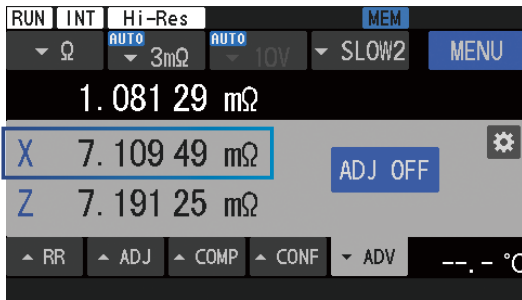 RUN INT Hi-Res MEM
Ω AUTO 3mΩ AUTO 10V SLOW2 MENU
1.081 29 mΩ
X 7.109 49 mΩ
ADJ OFF
Z 7.191 25 mΩ
RR ADJ COMP CONF ADV --.- °C